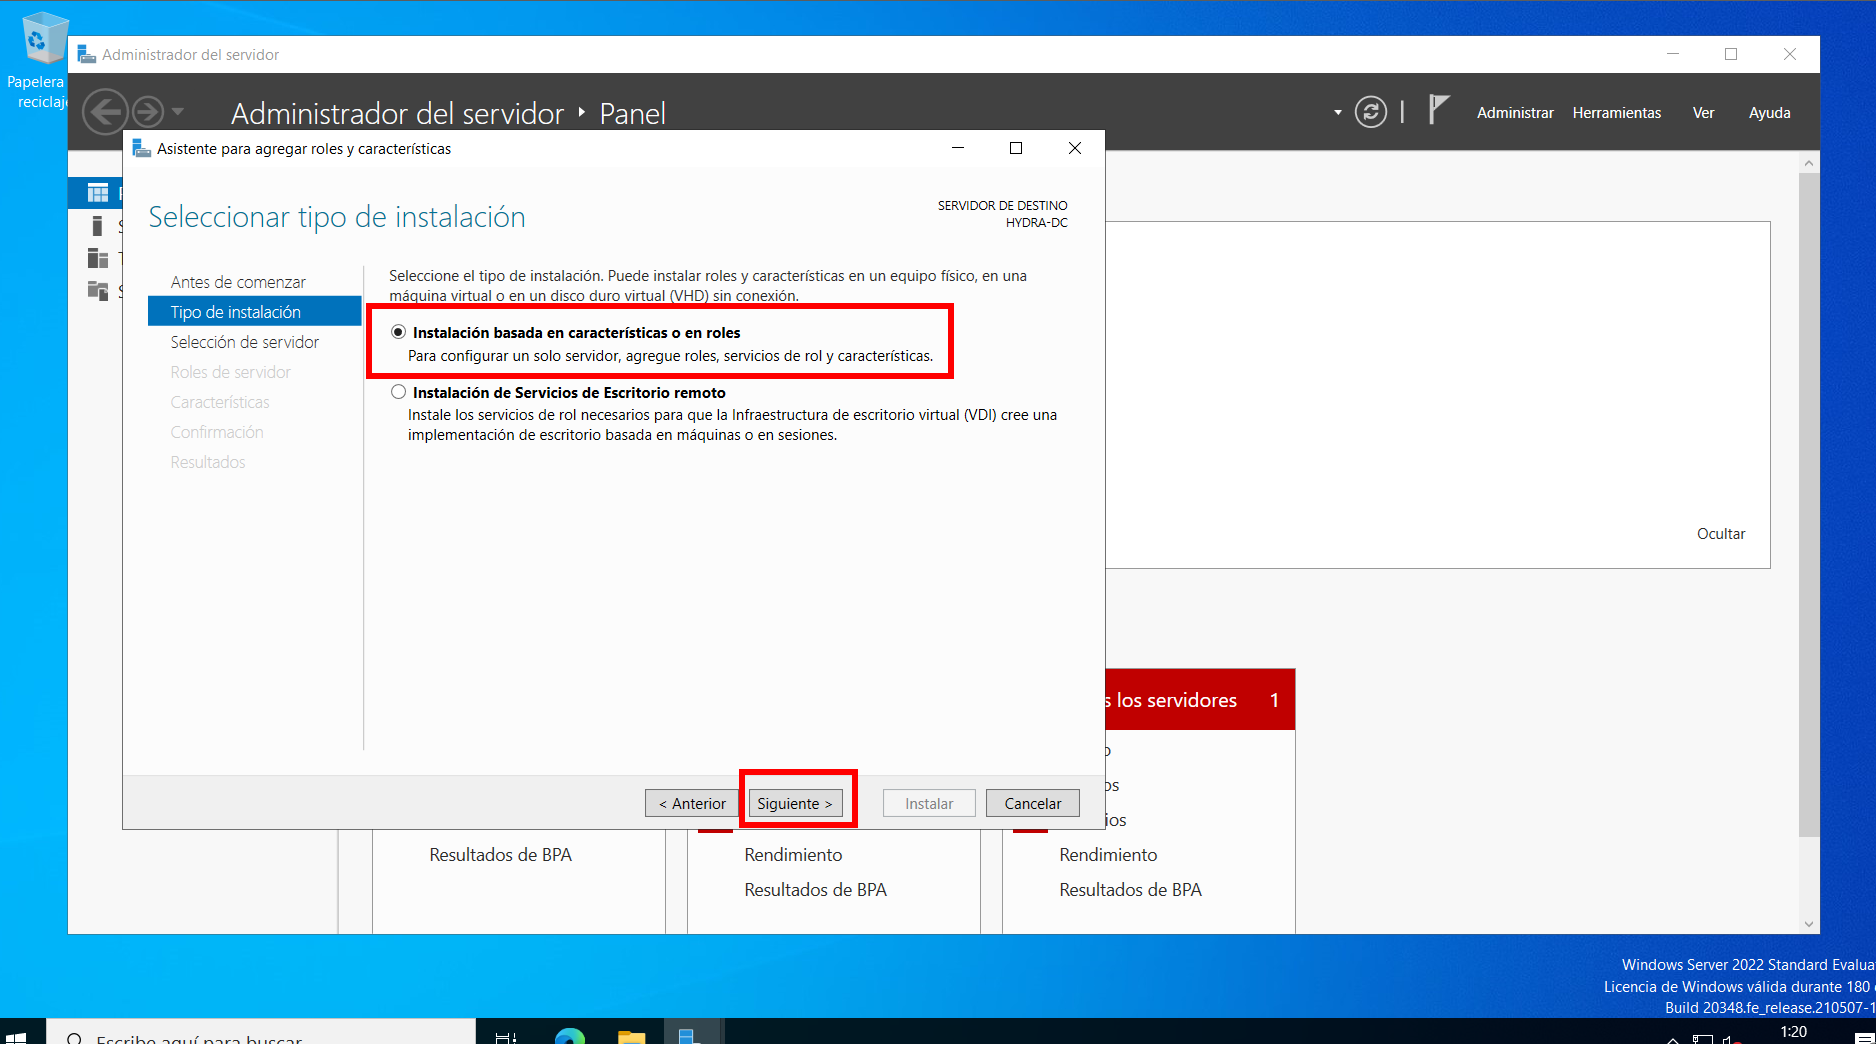 Papelera
reciclaj
Administrador del servidor
Administrador del servidor Panel
Administrar Herramientas Ver Ayuda
Asistente para agregar roles y características
Seleccionar tipo de instalación
SERVIDOR DE DESTINO
HYDRA-DC
Antes de comenzar
Tipo de instalación
Selección de servidor
Roles de servidor
Características
Confirmación
Resultados
Seleccione el tipo de instalación. Puede instalar roles y características en un equipo físico, en una
máquina virtual o en un disco duro virtual (VHD) sin conexión.
Instalación basada en características o en roles
Para configurar un solo servidor, agregue roles, servicios de rol y características.
Instalación de Servicios de Escritorio remoto
Instale los servicios de rol necesarios para que la Infraestructura de escritorio virtual (VDI) cree una
implementación de escritorio basada en máquinas o en sesiones.
< Anterior Siguiente > Instalar Cancelar
Ocultar
s los servidores 1
os
ios
Resultados de BPA
Rendimiento
Resultados de BPA
Rendimiento
Resultados de BPA
Windows Server 2022 Standard Evalua
Licencia de Windows válida durante 180
Build 20348.fe_release.210507-1
Escribe aquí para buscar
1:20